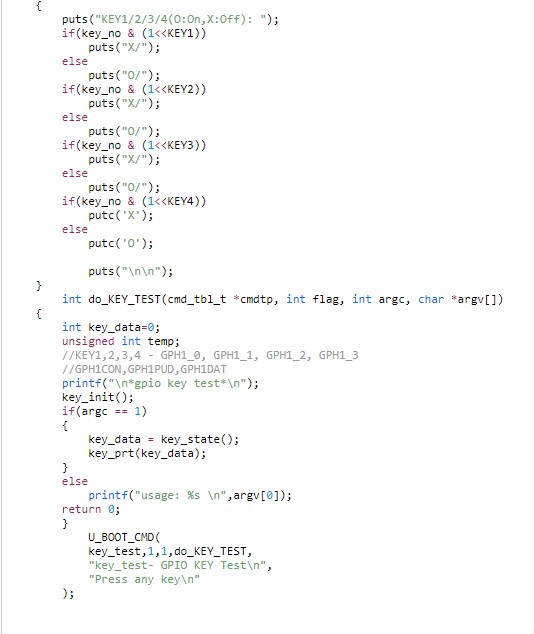 {
puts("KEY1/2/3/4(O:On,X:Off): ");
if(key_no & (1<<KEY1))
puts("X/");
else
puts("O/");
if(key_no & (1<<KEY2))
puts("X/");
else
puts("O/");
if(key_no & (1<<KEY3))
puts("X/");
else
puts("O/");
if(key_no & (1<<KEY4))
putc('X');
else
putc('O');
puts("\n\n");
}
int do_KEY_TEST(cmd_tbl_t *cmdtp, int flag, int argc, char *argv[])
{
int key_data=0;
unsigned int temp;
//KEY1,2,3,4 - GPH1_0, GPH1_1, GPH1_2, GPH1_3
//GPH1CON,GPH1PUD,GPH1DAT
printf("\n*gpio key test*\n");
key_init();
if(argc == 1)
{
key_data = key_state();
key_prt(key_data);
}
else
printf("usage: %s \n",argv[0]);
return 0;
}
U_BOOT_CMD(
key_test,1,1,do_KEY_TEST,
"key_test- GPIO KEY Test\n",
"Press any key\n"
);